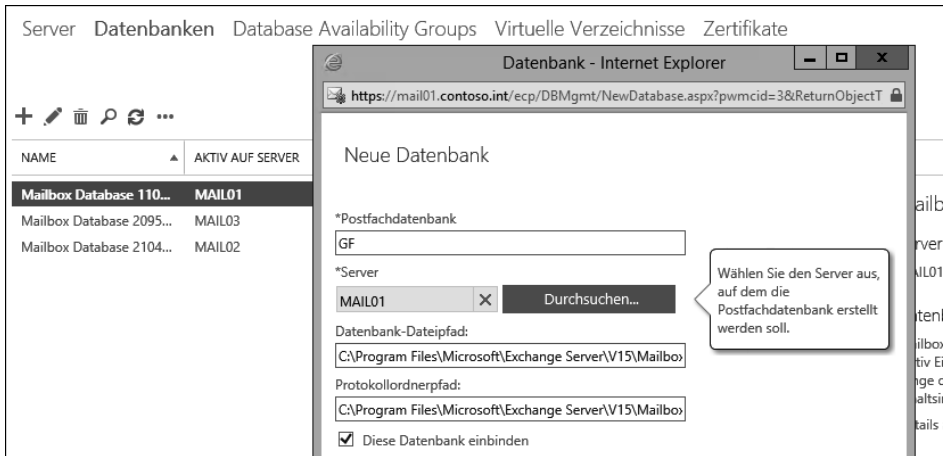 Server Datenbanken Database Availability Groups Virtuelle Verzeichnisse Zertifikate
Datenbank - Internet Explorer
https://mail01.contoso.int/ecp/DBMgmt/NewDatabase.aspx?pwmcid=3&ReturnObjectT
NAME AKTIV AUF SERVER
Mailbox Database 110... MAIL01
Mailbox Database 2095... MAIL03
Mailbox Database 2104... MAIL02
Neue Datenbank
*Postfachdatenbank
GF
*Server
MAIL01 Durchsuchen...
Wählen Sie den Server aus,
auf dem die
Postfachdatenbank erstellt
werden soll.
Datenbank-Dateipfad:
C:\Program Files\Microsoft\Exchange Server\V15\Mailbox
Protokollordnerpfad:
C:\Program Files\Microsoft\Exchange Server\V15\Mailbox
Diese Datenbank einbinden